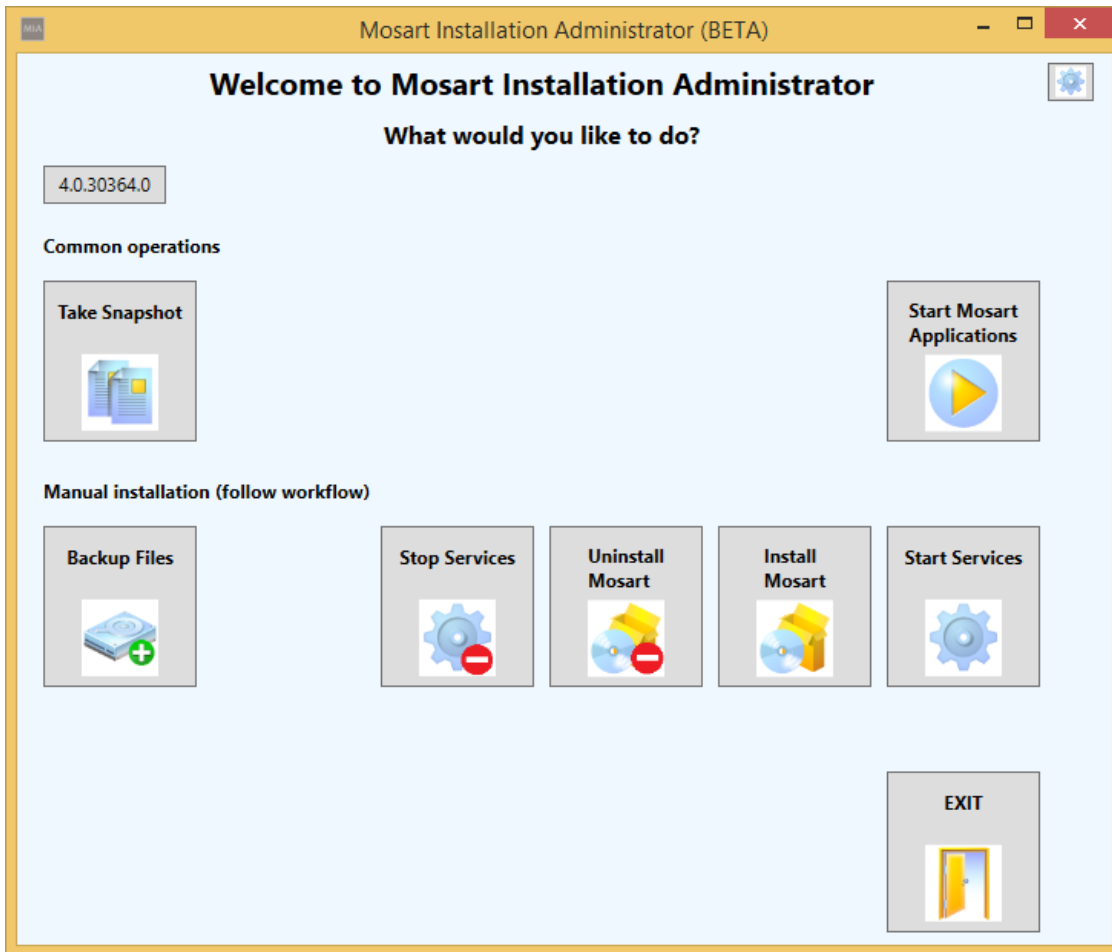 MIA
Mosart Installation Administrator (BETA)
Welcome to Mosart Installation Administrator
What would you like to do?
4.0.30364.0
Common operations
Take Snapshot
Start Mosart
Applications
Manual installation (follow workflow)
Backup Files
Stop Services
Uninstall
Mosart
Install
Mosart
Start Services
EXIT